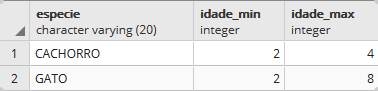 especie idade_min idade_max
character varying (20) integer integer
1 CACHORRO 2 4
2 GATO 2 8